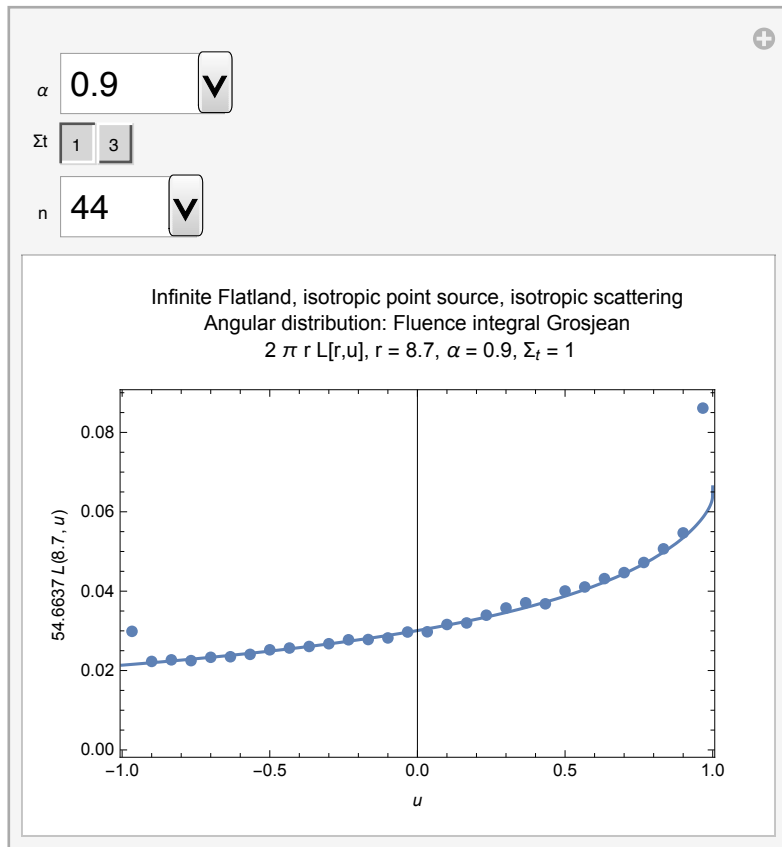 α 0.9
Σt 1 3
n 44
Infinite Flatland, isotropic point source, isotropic scattering
Angular distribution: Fluence integral Grosjean
2 π r L[r,u], r = 8.7, α = 0.9, Σₜ = 1
0.08
0.06
0.04
0.02
0.00
54.6637 L(8.7, u)
-1.0 -0.5 0.0 0.5 1.0
u